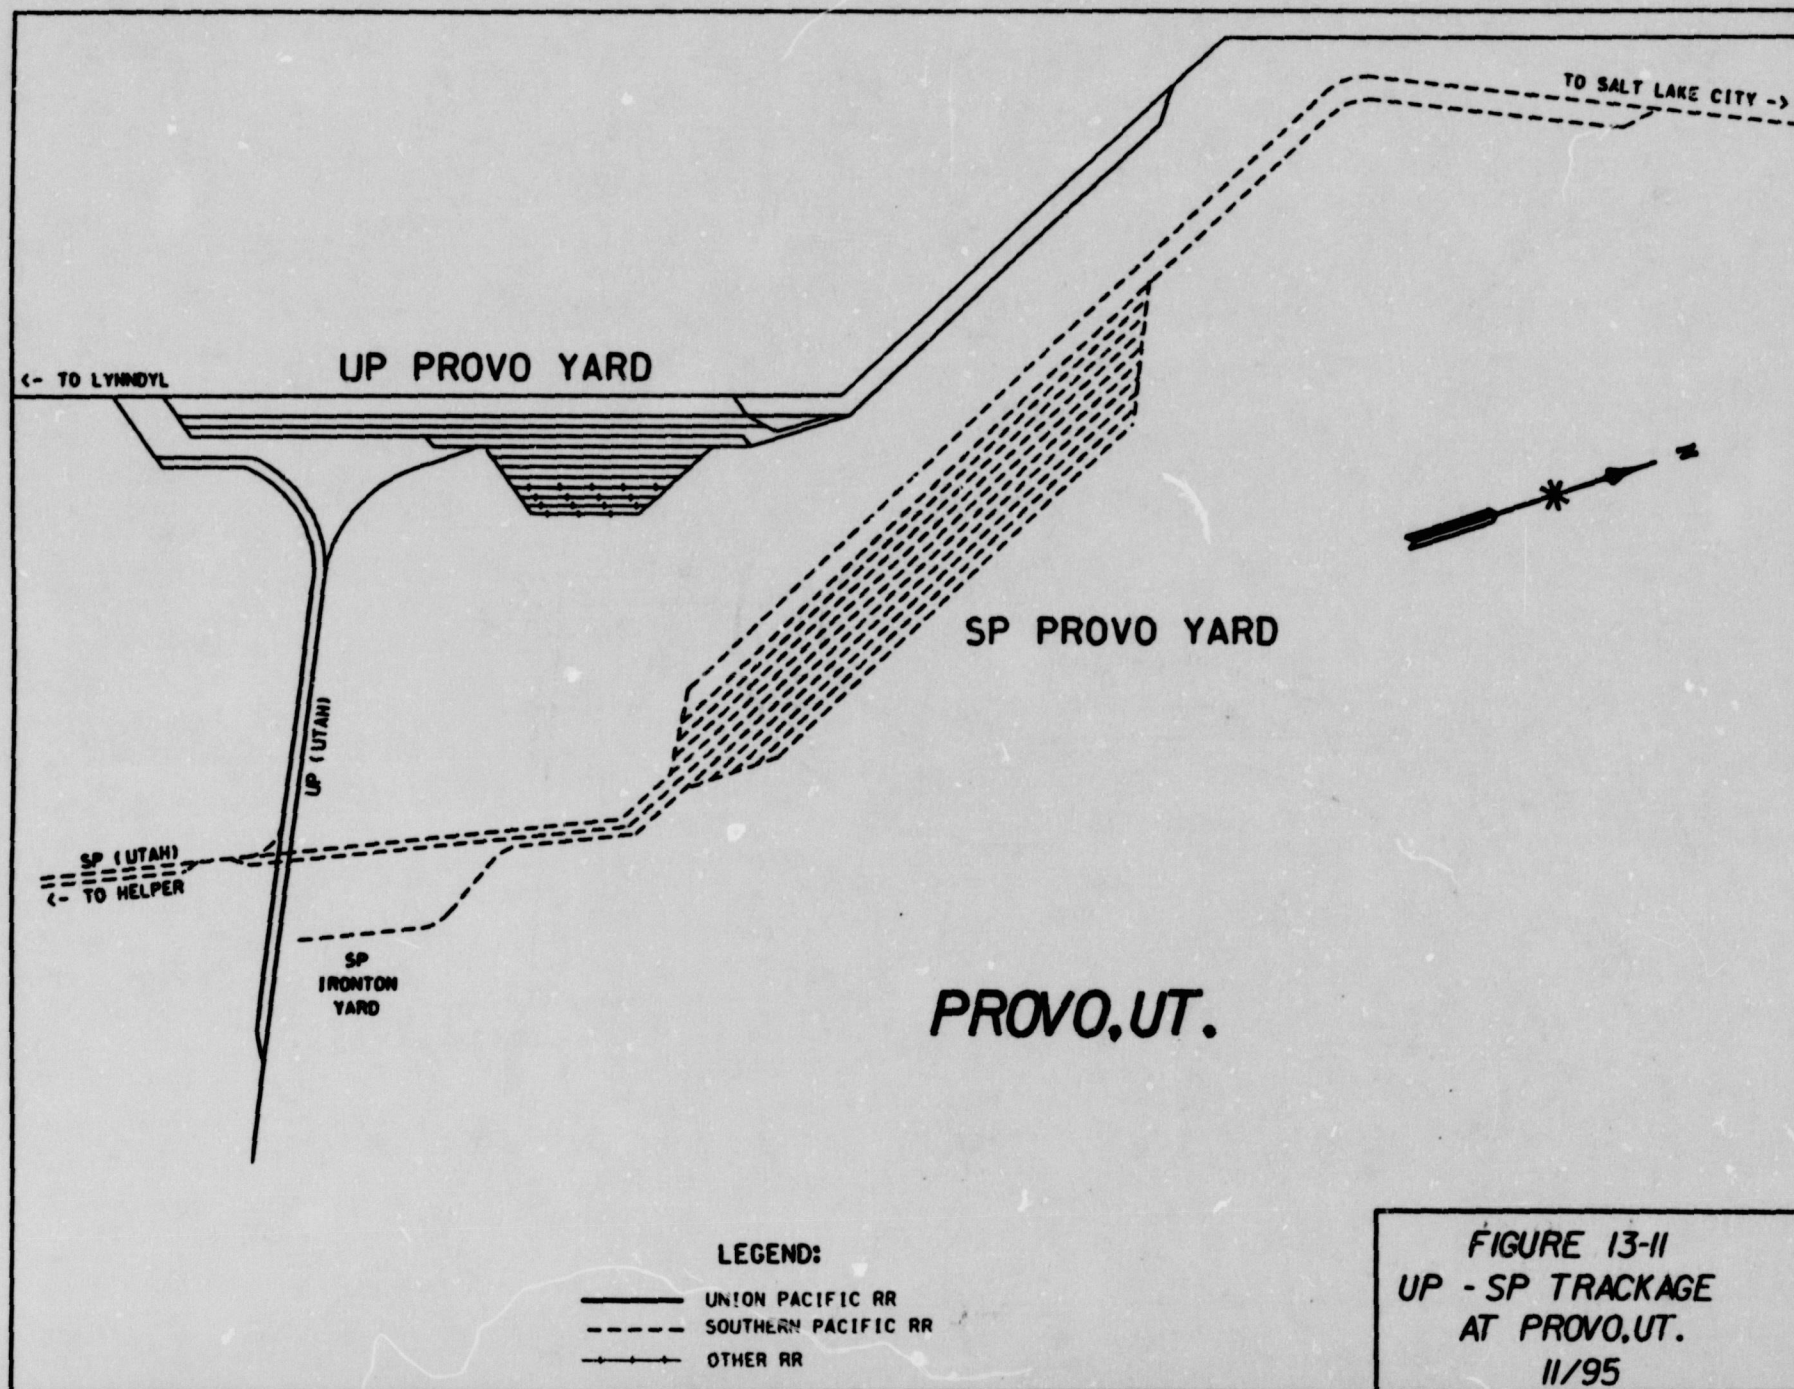 TO SALT LAKE CITY ->
UP PROVO YARD
<- TO LYNNDYL
N
SP PROVO YARD
UP (UTAH)
SP (UTAH)
<- TO HELPER
SP
IRONTON
YARD
PROVO, UT.
LEGEND:
UNION PACIFIC RR
SOUTHERN PACIFIC RR
OTHER RR
FIGURE 13-11
UP - SP TRACKAGE
AT PROVO, UT.
11/95